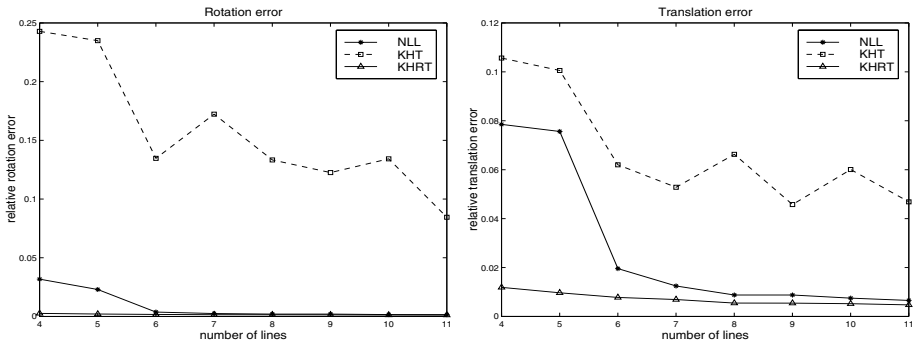 Rotation error
0.25
0.2
0.15
0.1
0.05
0
relative rotation error
4 5 6 7 8 9 10 11
number of lines
NLL
KHT
KHRT
Translation error
0.12
0.1
0.08
0.06
0.04
0.02
0
relative translation error
4 5 6 7 8 9 10 11
number of lines
NLL
KHT
KHRT